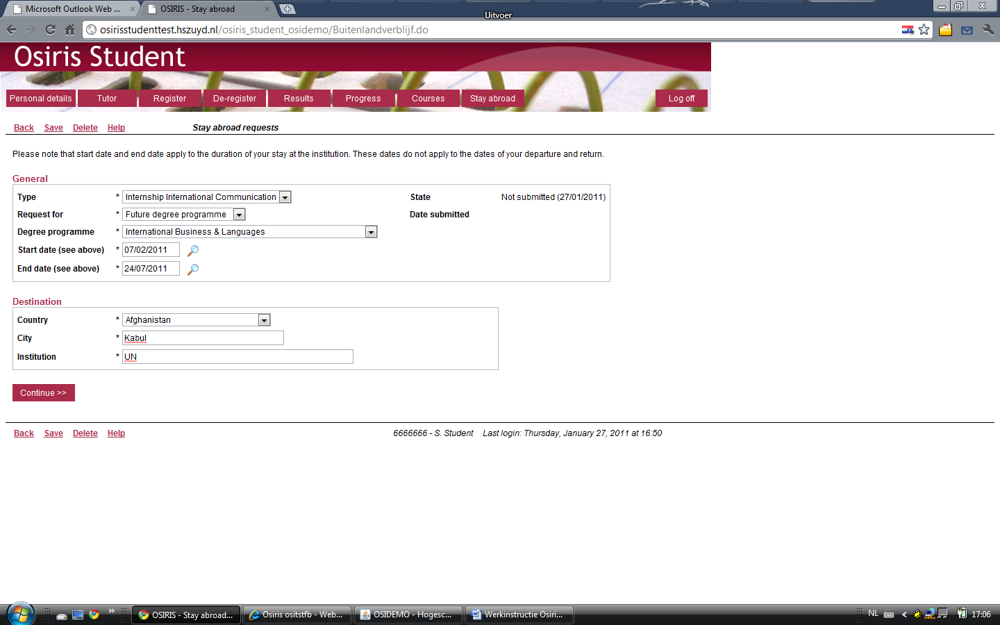 Microsoft Outlook Web ...
OSIRIS - Stay abroad
Uitvoer
osirisstudenttest.hszuyd.nl/osiris_student_osidemo/Buitenlandverblijf.do
Osiris Student
Personal details Tutor Register De-register Results Progress Courses Stay abroad Log off
Back Save Delete Help Stay abroad requests
Please note that start date and end date apply to the duration of your stay at the institution. These dates do not apply to the dates of your departure and return.
General
Type * Internship International Communication State Not submitted (27/01/2011)
Request for * Future degree programme Date submitted
Degree programme * International Business & Languages
Start date (see above) * 07/02/2011
End date (see above) * 24/07/2011
Destination
Country * Afghanistan
City * Kabul
Institution * UN
Continue >>
Back Save Delete Help 6666666 - S. Student Last login: Thursday, January 27, 2011 at 16:50
» OSIRIS - Stay abroad... Osiris ositstfb - Web... OSIDEMO - Hogesc... Werkinstructie Osiri... NL < 17:06